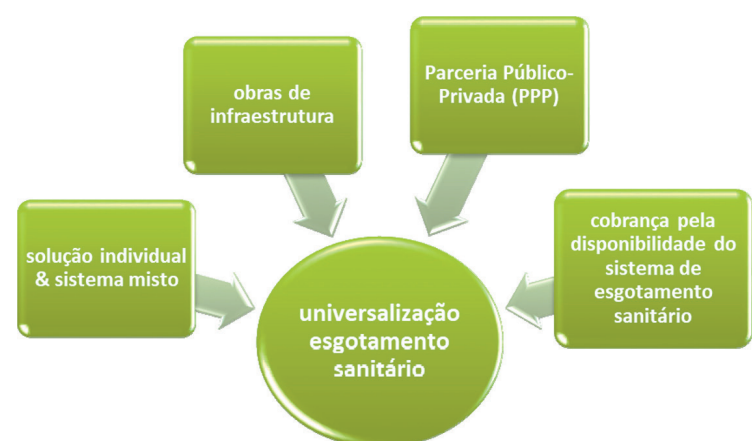 obras de
infraestrutura
Parceria Público-
Privada (PPP)
solução individual
& sistema misto
cobrança pela
disponibilidade do
sistema de
esgotamento
sanitário
universalização
esgotamento
sanitário